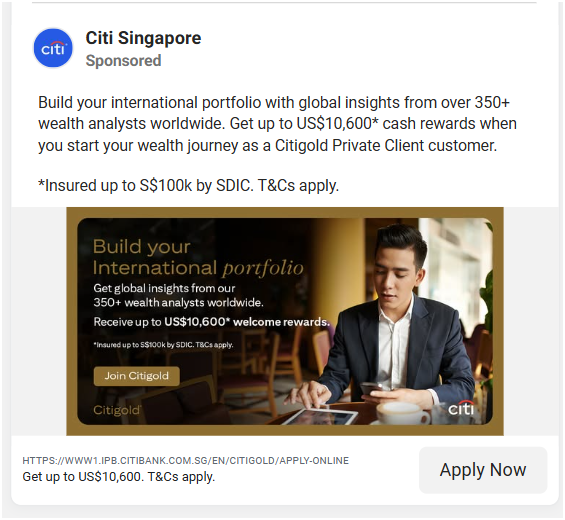 Citi Singapore
Sponsored
Build your international portfolio with global insights from over 350+
wealth analysts worldwide. Get up to US$10,600* cash rewards when
you start your wealth journey as a Citigold Private Client customer.
*Insured up to S$100k by SDIC. T&Cs apply.
Build your
International portfolio
Get global insights from our
350+ wealth analysts worldwide.
Receive up to US$10,600* welcome rewards.
*Insured up to S$100k by SDIC. T&Cs apply.
Join Citigold
Citigold
citi
HTTPS://WWW1.IPB.CITIBANK.COM.SG/EN/CITIGOLD/APPLY-ONLINE
Get up to US$10,600. T&Cs apply.
Apply Now
citi